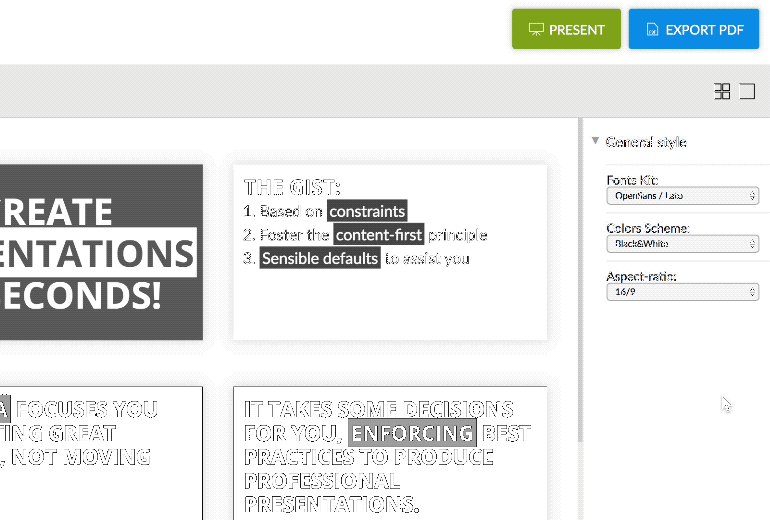 PRESENT
EXPORT PDF
General style
Fonts Kit:
OpenSans / Lato
Colors Scheme:
Black&White
Aspect-ratio:
16/9
REATE
ENTATIONS
ECONDS!
THE GIST:
1. Based on constraints
2. Foster the content-first principle
3. Sensible defaults to assist you
A FOCUSES YOU
TING GREAT
, NOT MOVING
IT TAKES SOME DECISIONS
FOR YOU, ENFORCING BEST
PRACTICES TO PRODUCE
PROFESSIONAL
PRESENTATIONS.